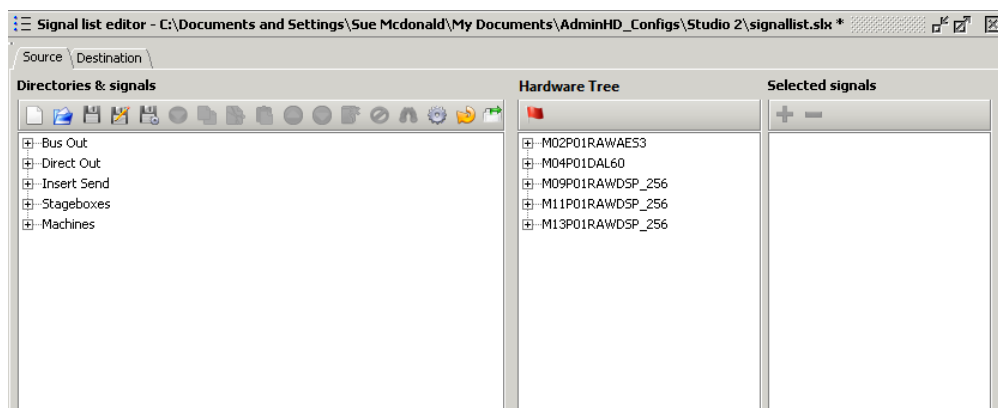 Signal list editor - C:\Documents and Settings\Sue Mcdonald\My Documents\AdminHD_Configs\Studio 2\signallist.slx *
Source Destination
Directories & signals
Hardware Tree
Selected signals
Bus Out
Direct Out
Insert Send
Stageboxes
Machines
M02P01RAWAES3
M04P01DAL60
M09P01RAWDSP_256
M11P01RAWDSP_256
M13P01RAWDSP_256